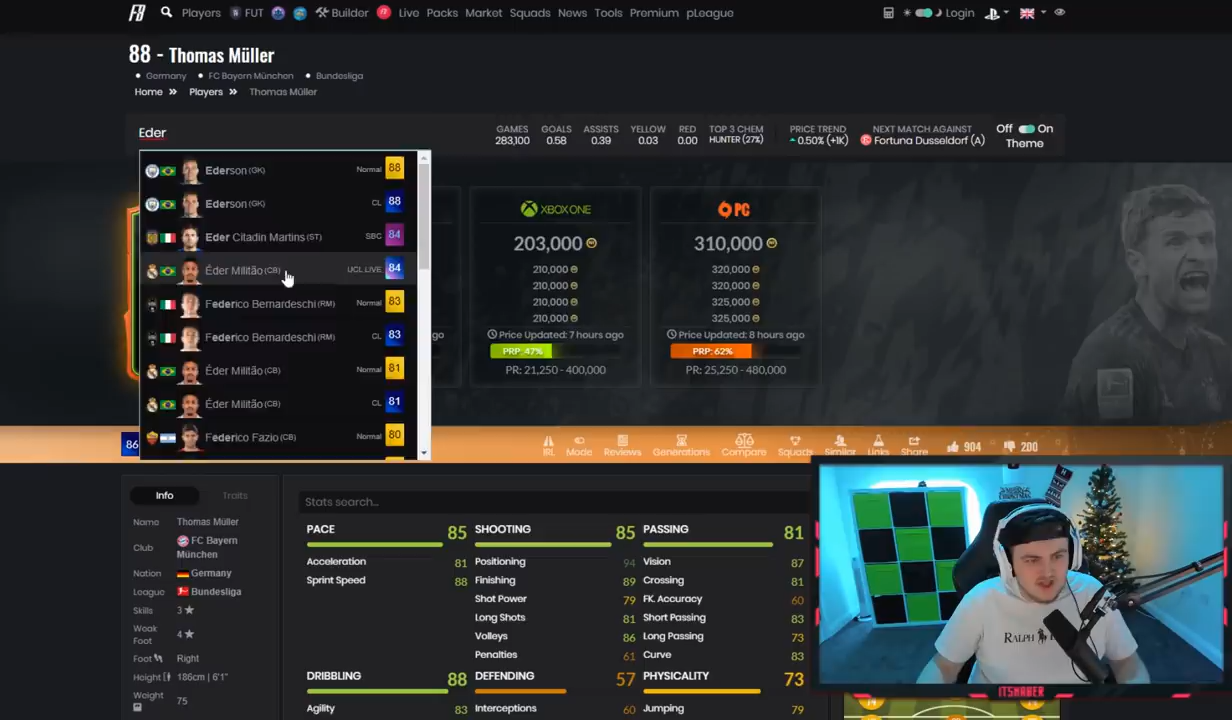 FB Players FUT Builder Live Packs Market Squads News Tools Premium pLeague Login
88 - Thomas Müller
Germany FC Bayern München Bundesliga
Home Players Thomas Müller
Eder
GAMES GOALS ASSISTS YELLOW RED TOP 3 CHEM PRICE TREND NEXT MATCH AGAINST Off On
283,100 0.58 0.39 0.03 0.00 HUNTER (27%) 0.50% (+1K) Fortuna Dusseldorf (A) Theme
Ederson (GK) Normal 88
Ederson (GK) CL 88
Eder Citadin Martins (ST) SBC 84
Éder Militão (CB) UCL LIVE 84
Federico Bernardeschi (RM) Normal 83
Federico Bernardeschi (RM) CL 83
Éder Militão (CB) Normal 81
Éder Militão (CB) CL 81
Federico Fazio (CB) Normal 80
go
XBOX ONE
203,000
210,000
210,000
210,000
210,000
Price Updated: 7 hours ago
PRP: 47%
PR: 21,250 - 400,000
PC
310,000
320,000
320,000
325,000
325,000
Price Updated: 8 hours ago
PRP: 62%
PR: 25,250 - 480,000
86
IRL Mode Reviews Generations Compare Squads Similar Links Share 904 200
Info Traits
Name Thomas Müller
Club FC Bayern München
Nation Germany
League Bundesliga
Skills 3
Weak Foot 4
Foot Right
Height 186cm | 6'1"
Weight 75
Stats search...
PACE 85
Acceleration 81
Sprint Speed 88
SHOOTING 85
Positioning 94
Finishing 89
Shot Power 79
Long Shots 81
Volleys 86
Penalties 61
PASSING 81
Vision 87
Crossing 81
FK. Accuracy 60
Short Passing 83
Long Passing 73
Curve 83
DRIBBLING 88
Agility 83
DEFENDING 57
Interceptions 60
PHYSICALITY 73
Jumping 79
RALPH
ITSHABER